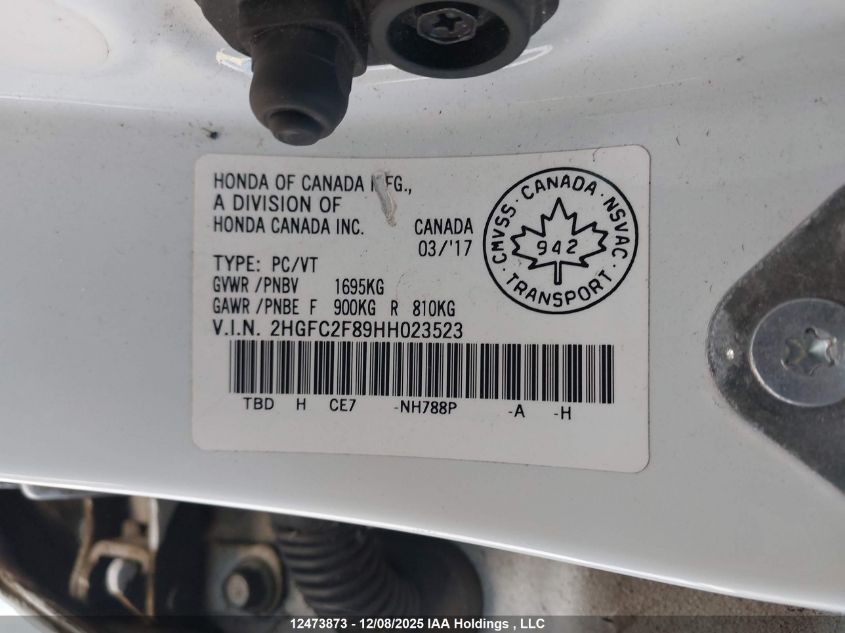 HONDA OF CANADA MFG.,
A DIVISION OF
HONDA CANADA INC.
CANADA
03/'17
CMVSS · CANADA · NSVAC
942
TRANSPORT
TYPE: PC/VT
GVWR /PNBV 1695KG
GAWR /PNBE F 900KG R 810KG
V.I.N. 2HGFC2F89HH023523
TBD H CE7 -NH788P -A -H
12473873 - 12/08/2025 IAA Holdings , LLC